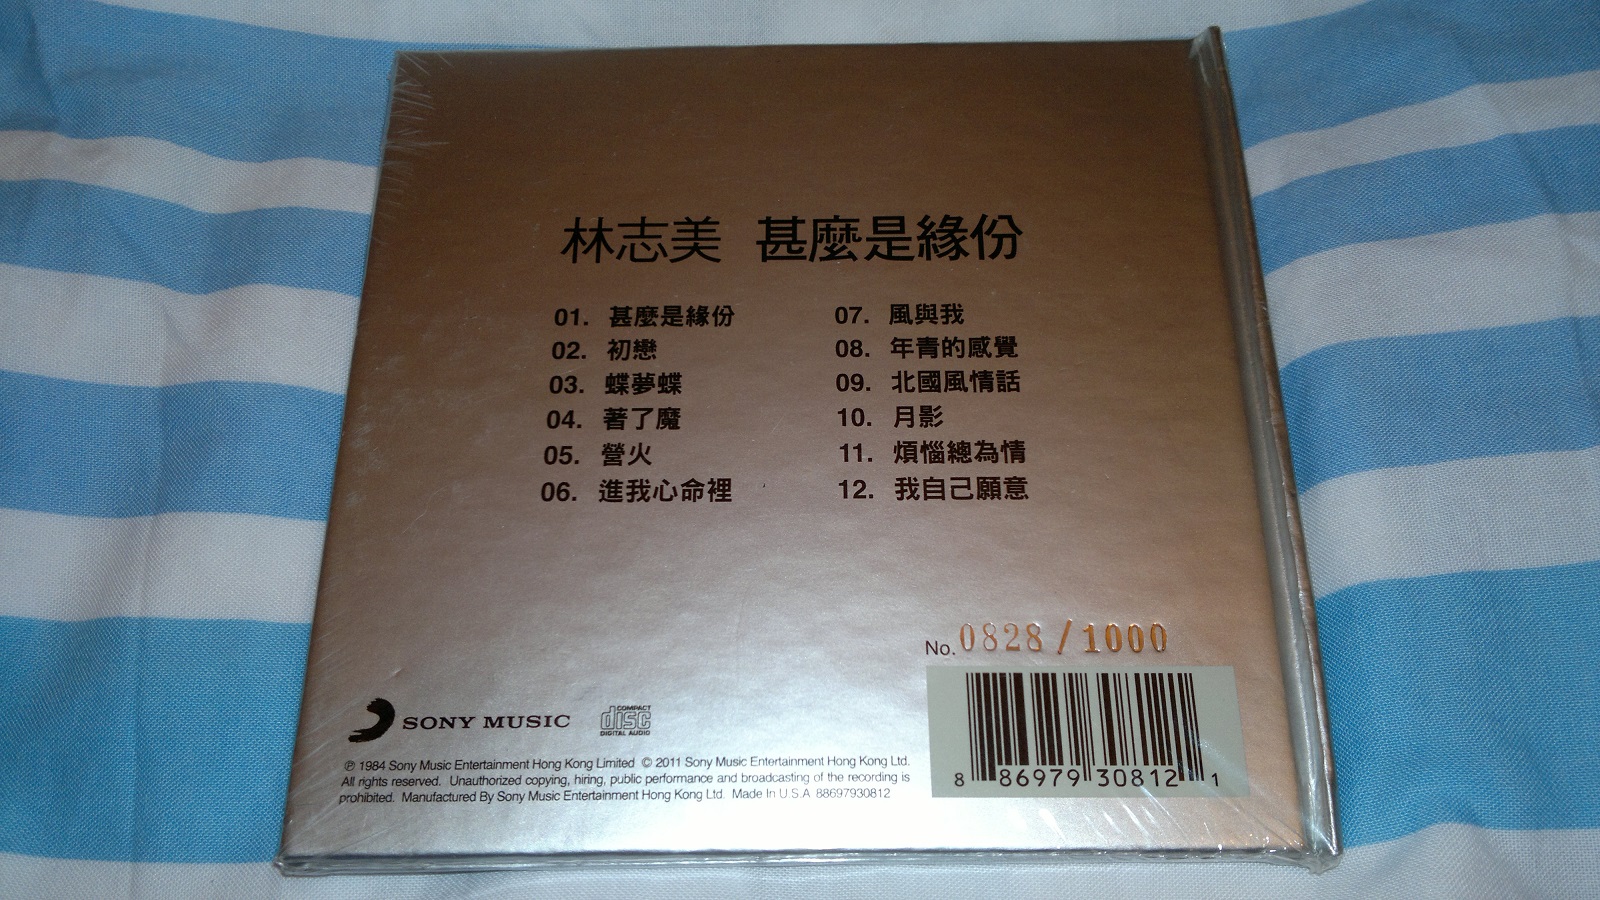 林志美 甚麼是緣份
01. 甚麼是緣份
02. 初戀
03. 蝶夢蝶
04. 著了魔
05. 營火
06. 進我心命裡
07. 風與我
08. 年青的感覺
09. 北國風情話
10. 月影
11. 煩惱總為情
12. 我自己願意
No. 0828 / 1000
SONY MUSIC
COMPACT
disc
DIGITAL AUDIO
℗ 1984 Sony Music Entertainment Hong Kong Limited © 2011 Sony Music Entertainment Hong Kong Ltd.
All rights reserved. Unauthorized copying, hiring, public performance and broadcasting of the recording is
prohibited. Manufactured By Sony Music Entertainment Hong Kong Ltd. Made In U.S.A 88697930812
8 86979 30812 1